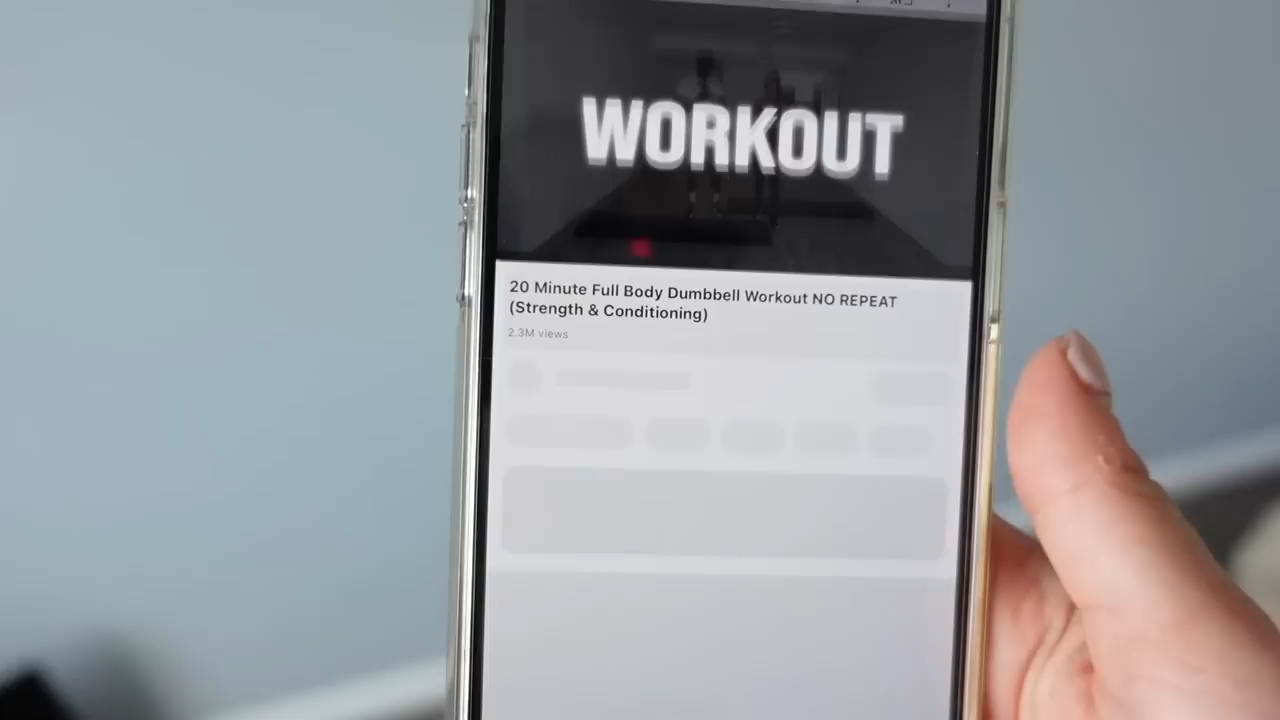 WORKOUT
20 Minute Full Body Dumbbell Workout NO REPEAT
(Strength & Conditioning)
2.3M views